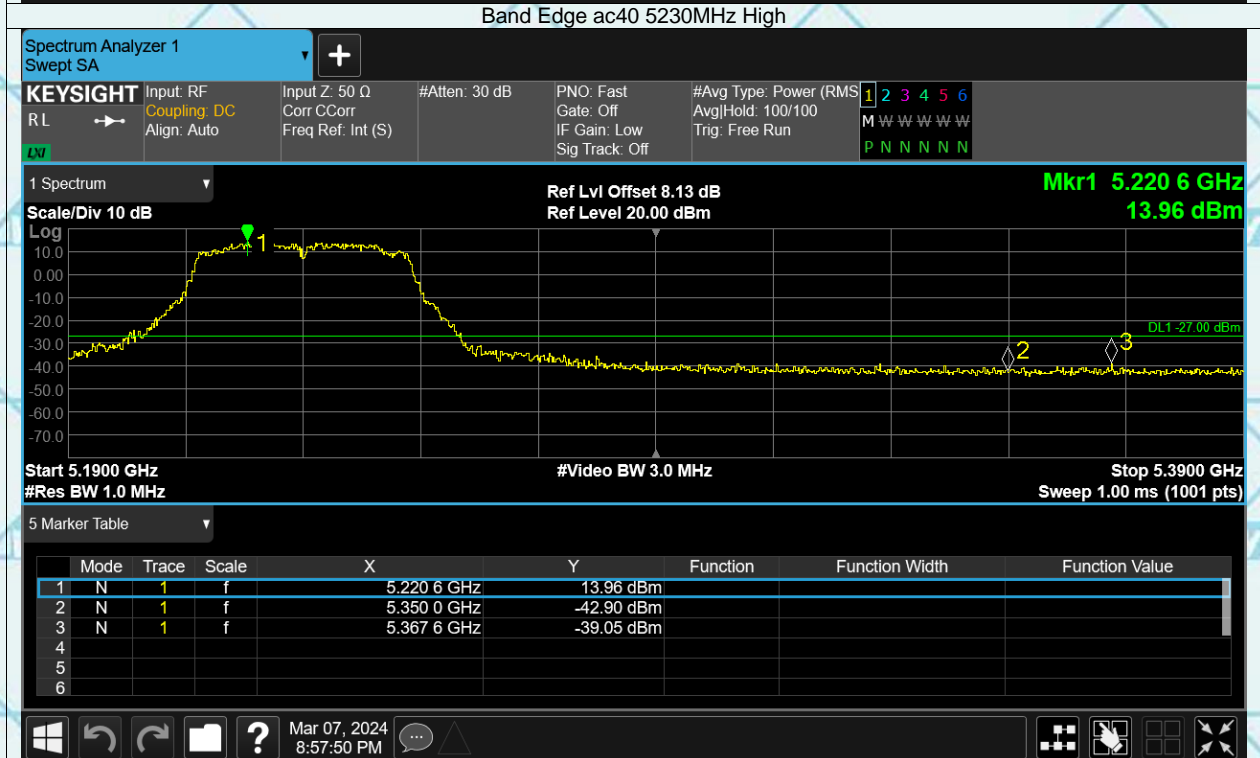 Band Edge ac40 5230MHz High
Spectrum Analyzer 1
Swept SA
+
KEYSIGHT
R L
LXI
Input: RF
Coupling: DC
Align: Auto
Input Z: 50 Ω
Corr CCorr
Freq Ref: Int (S)
#Atten: 30 dB
PNO: Fast
Gate: Off
IF Gain: Low
Sig Track: Off
#Avg Type: Power (RMS
Avg|Hold: 100/100
Trig: Free Run
1 2 3 4 5 6
M W W W W W
P N N N N N
1 Spectrum
Scale/Div 10 dB
Ref Lvl Offset 8.13 dB
Ref Level 20.00 dBm
Mkr1 5.220 6 GHz
13.96 dBm
Log
10.0
0.00
-10.0
-20.0
-30.0
-40.0
-50.0
-60.0
-70.0
1
DL1 -27.00 dBm
2
3
Start 5.1900 GHz
#Res BW 1.0 MHz
#Video BW 3.0 MHz
Stop 5.3900 GHz
Sweep 1.00 ms (1001 pts)
5 Marker Table
Mode Trace Scale X Y Function Function Width Function Value
1 N 1 f 5.220 6 GHz 13.96 dBm
2 N 1 f 5.350 0 GHz -42.90 dBm
3 N 1 f 5.367 6 GHz -39.05 dBm
4
5
6
?
Mar 07, 2024
8:57:50 PM